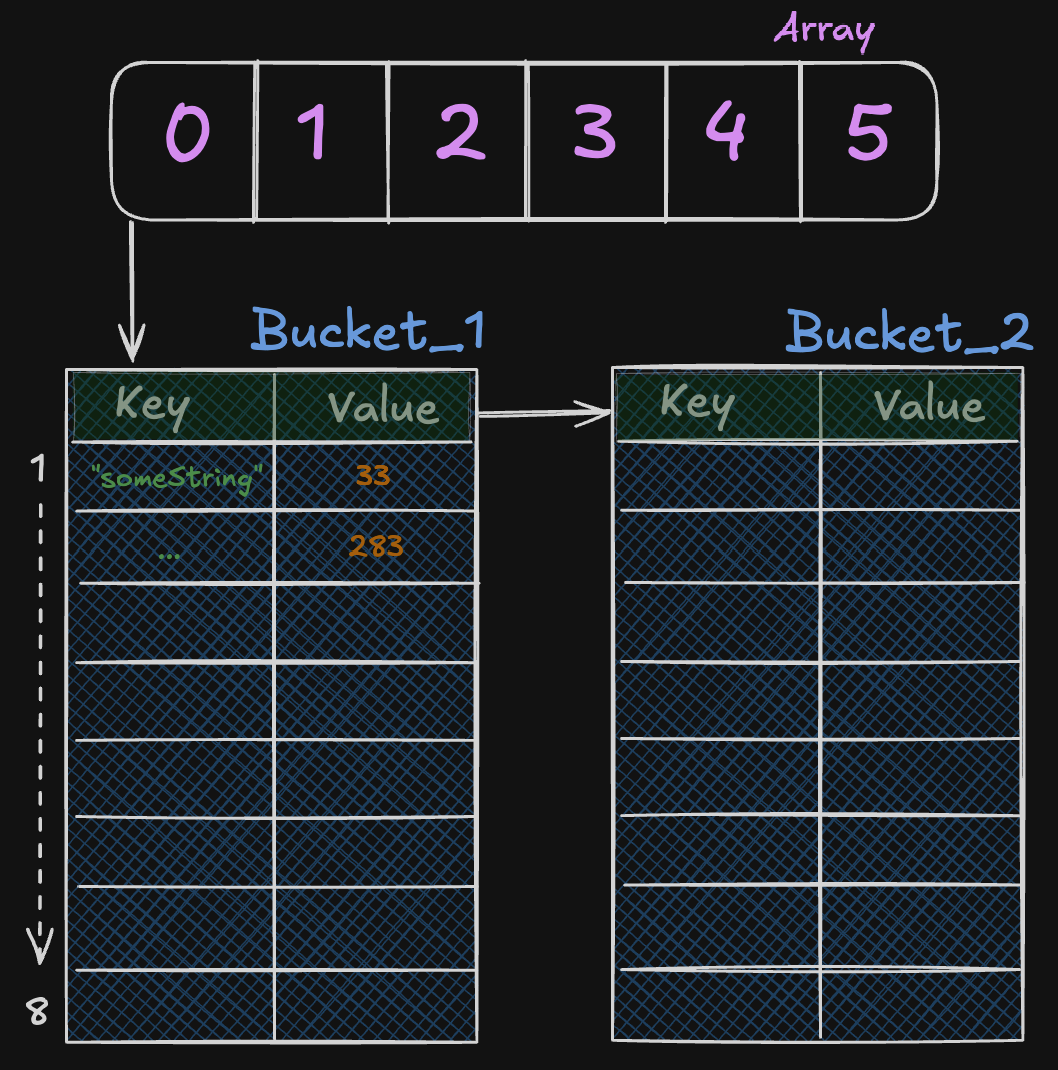 Array
0 1 2 3 4 5
Bucket_1
Bucket_2
Key Value
Key Value
1
"someString" 33
... 283
8